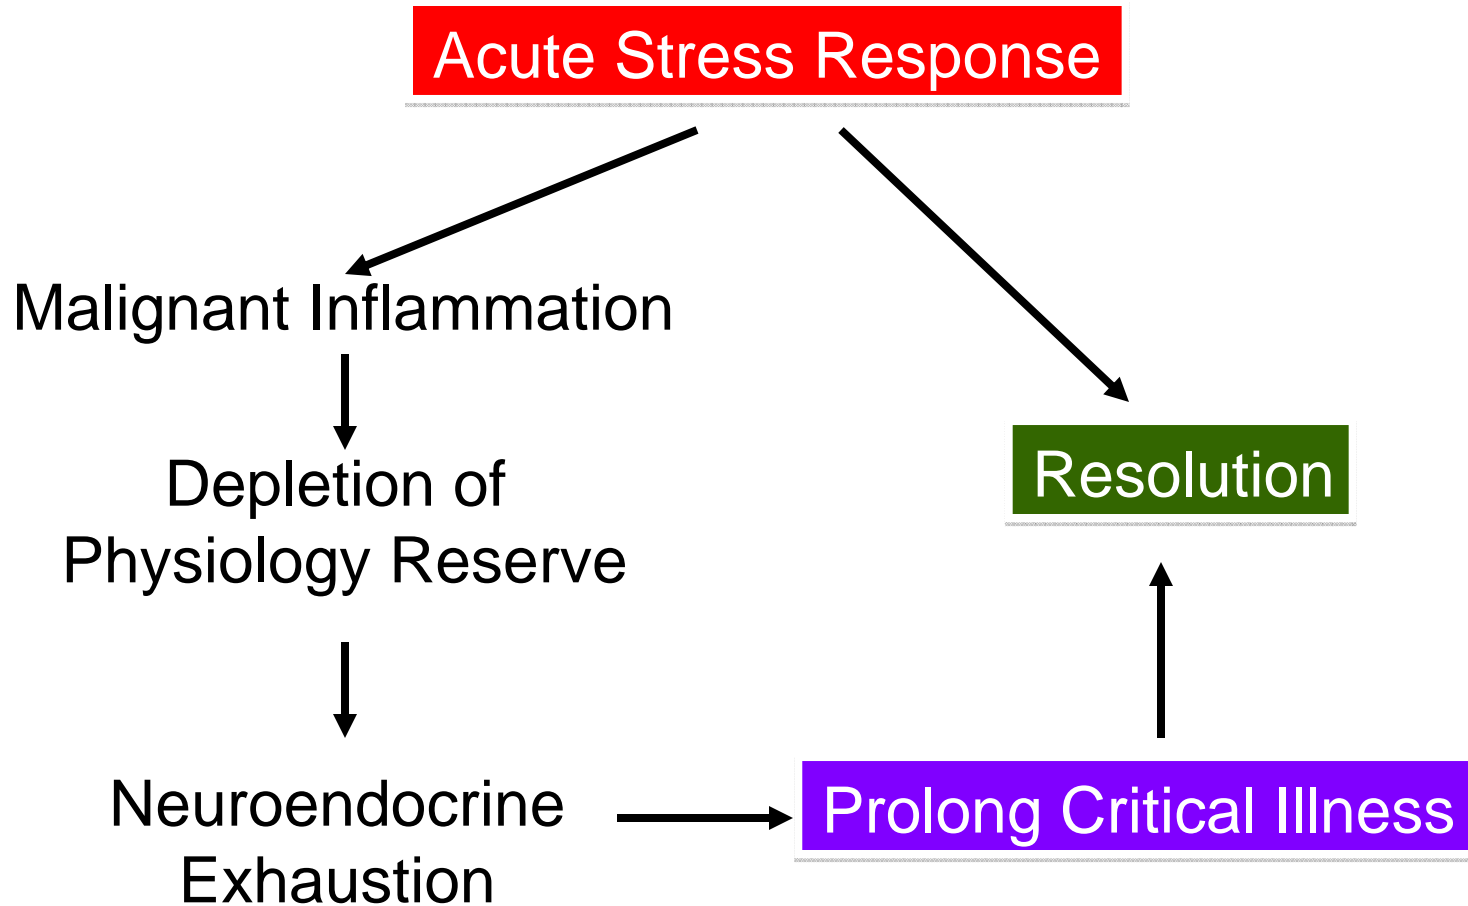 Acute Stress Response
Malignant Inflammation
Depletion of
Physiology Reserve
Resolution
Neuroendocrine
Exhaustion
Prolong Critical Illness